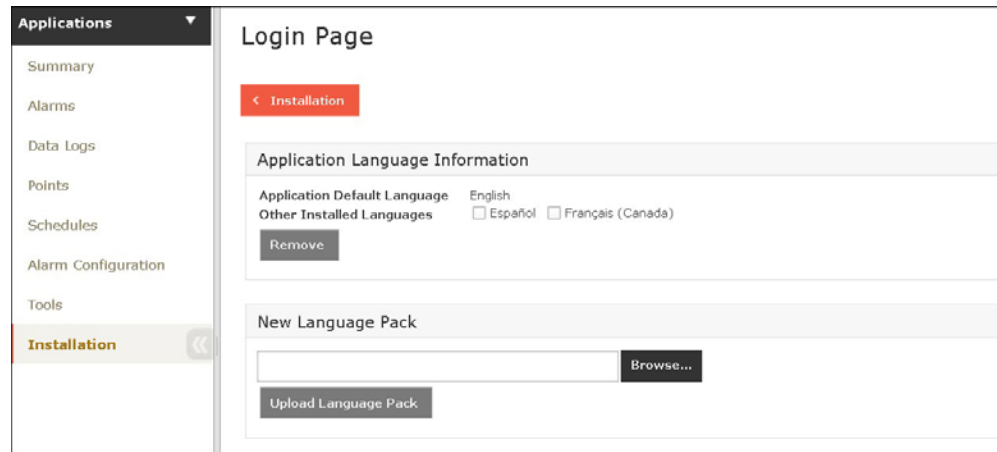 Applications
Summary
Alarms
Data Logs
Points
Schedules
Alarm Configuration
Tools
Installation
Login Page
< Installation
Application Language Information
Application Default Language English
Other Installed Languages Español Français (Canada)
Remove
New Language Pack
Browse...
Upload Language Pack